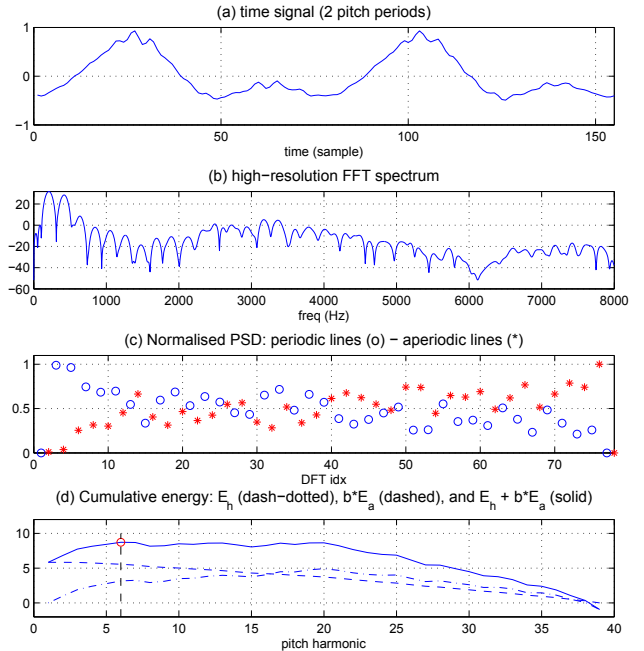 (a) time signal (2 pitch periods)
1
0
−1
0 50 100 150
time (sample)
(b) high−resolution FFT spectrum
20
0
−20
−40
−60
0 1000 2000 3000 4000 5000 6000 7000 8000
freq (Hz)
(c) Normalised PSD: periodic lines (o) − aperiodic lines (*)
1
0.5
0
0 10 20 30 40 50 60 70
DFT idx
(d) Cumulative energy: E_h (dash−dotted), b*E_a (dashed), and E_h + b*E_a (solid)
10
5
0
0 5 10 15 20 25 30 35 40
pitch harmonic